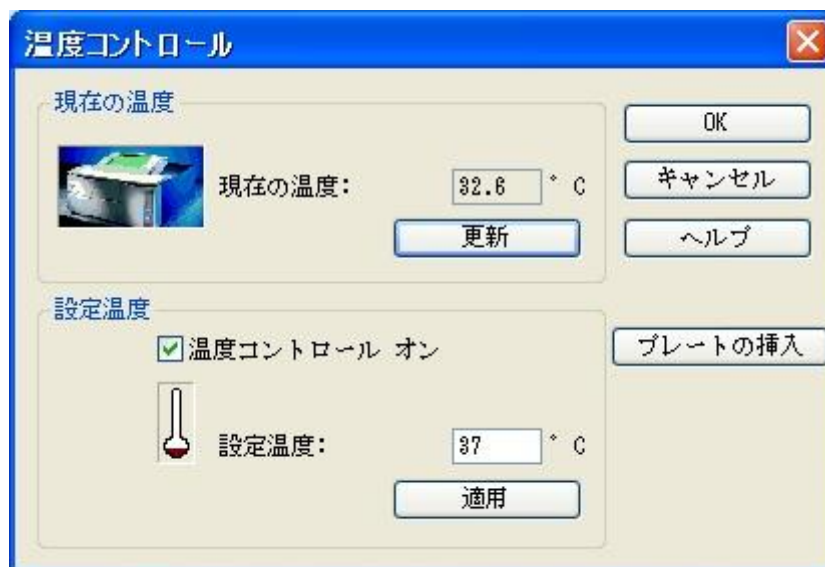 温度コントロール
現在の温度
現在の温度: 32.6 ° C
更新
OK
キャンセル
ヘルプ
設定温度
温度コントロール オン
プレートの挿入
設定温度: 37 ° C
適用